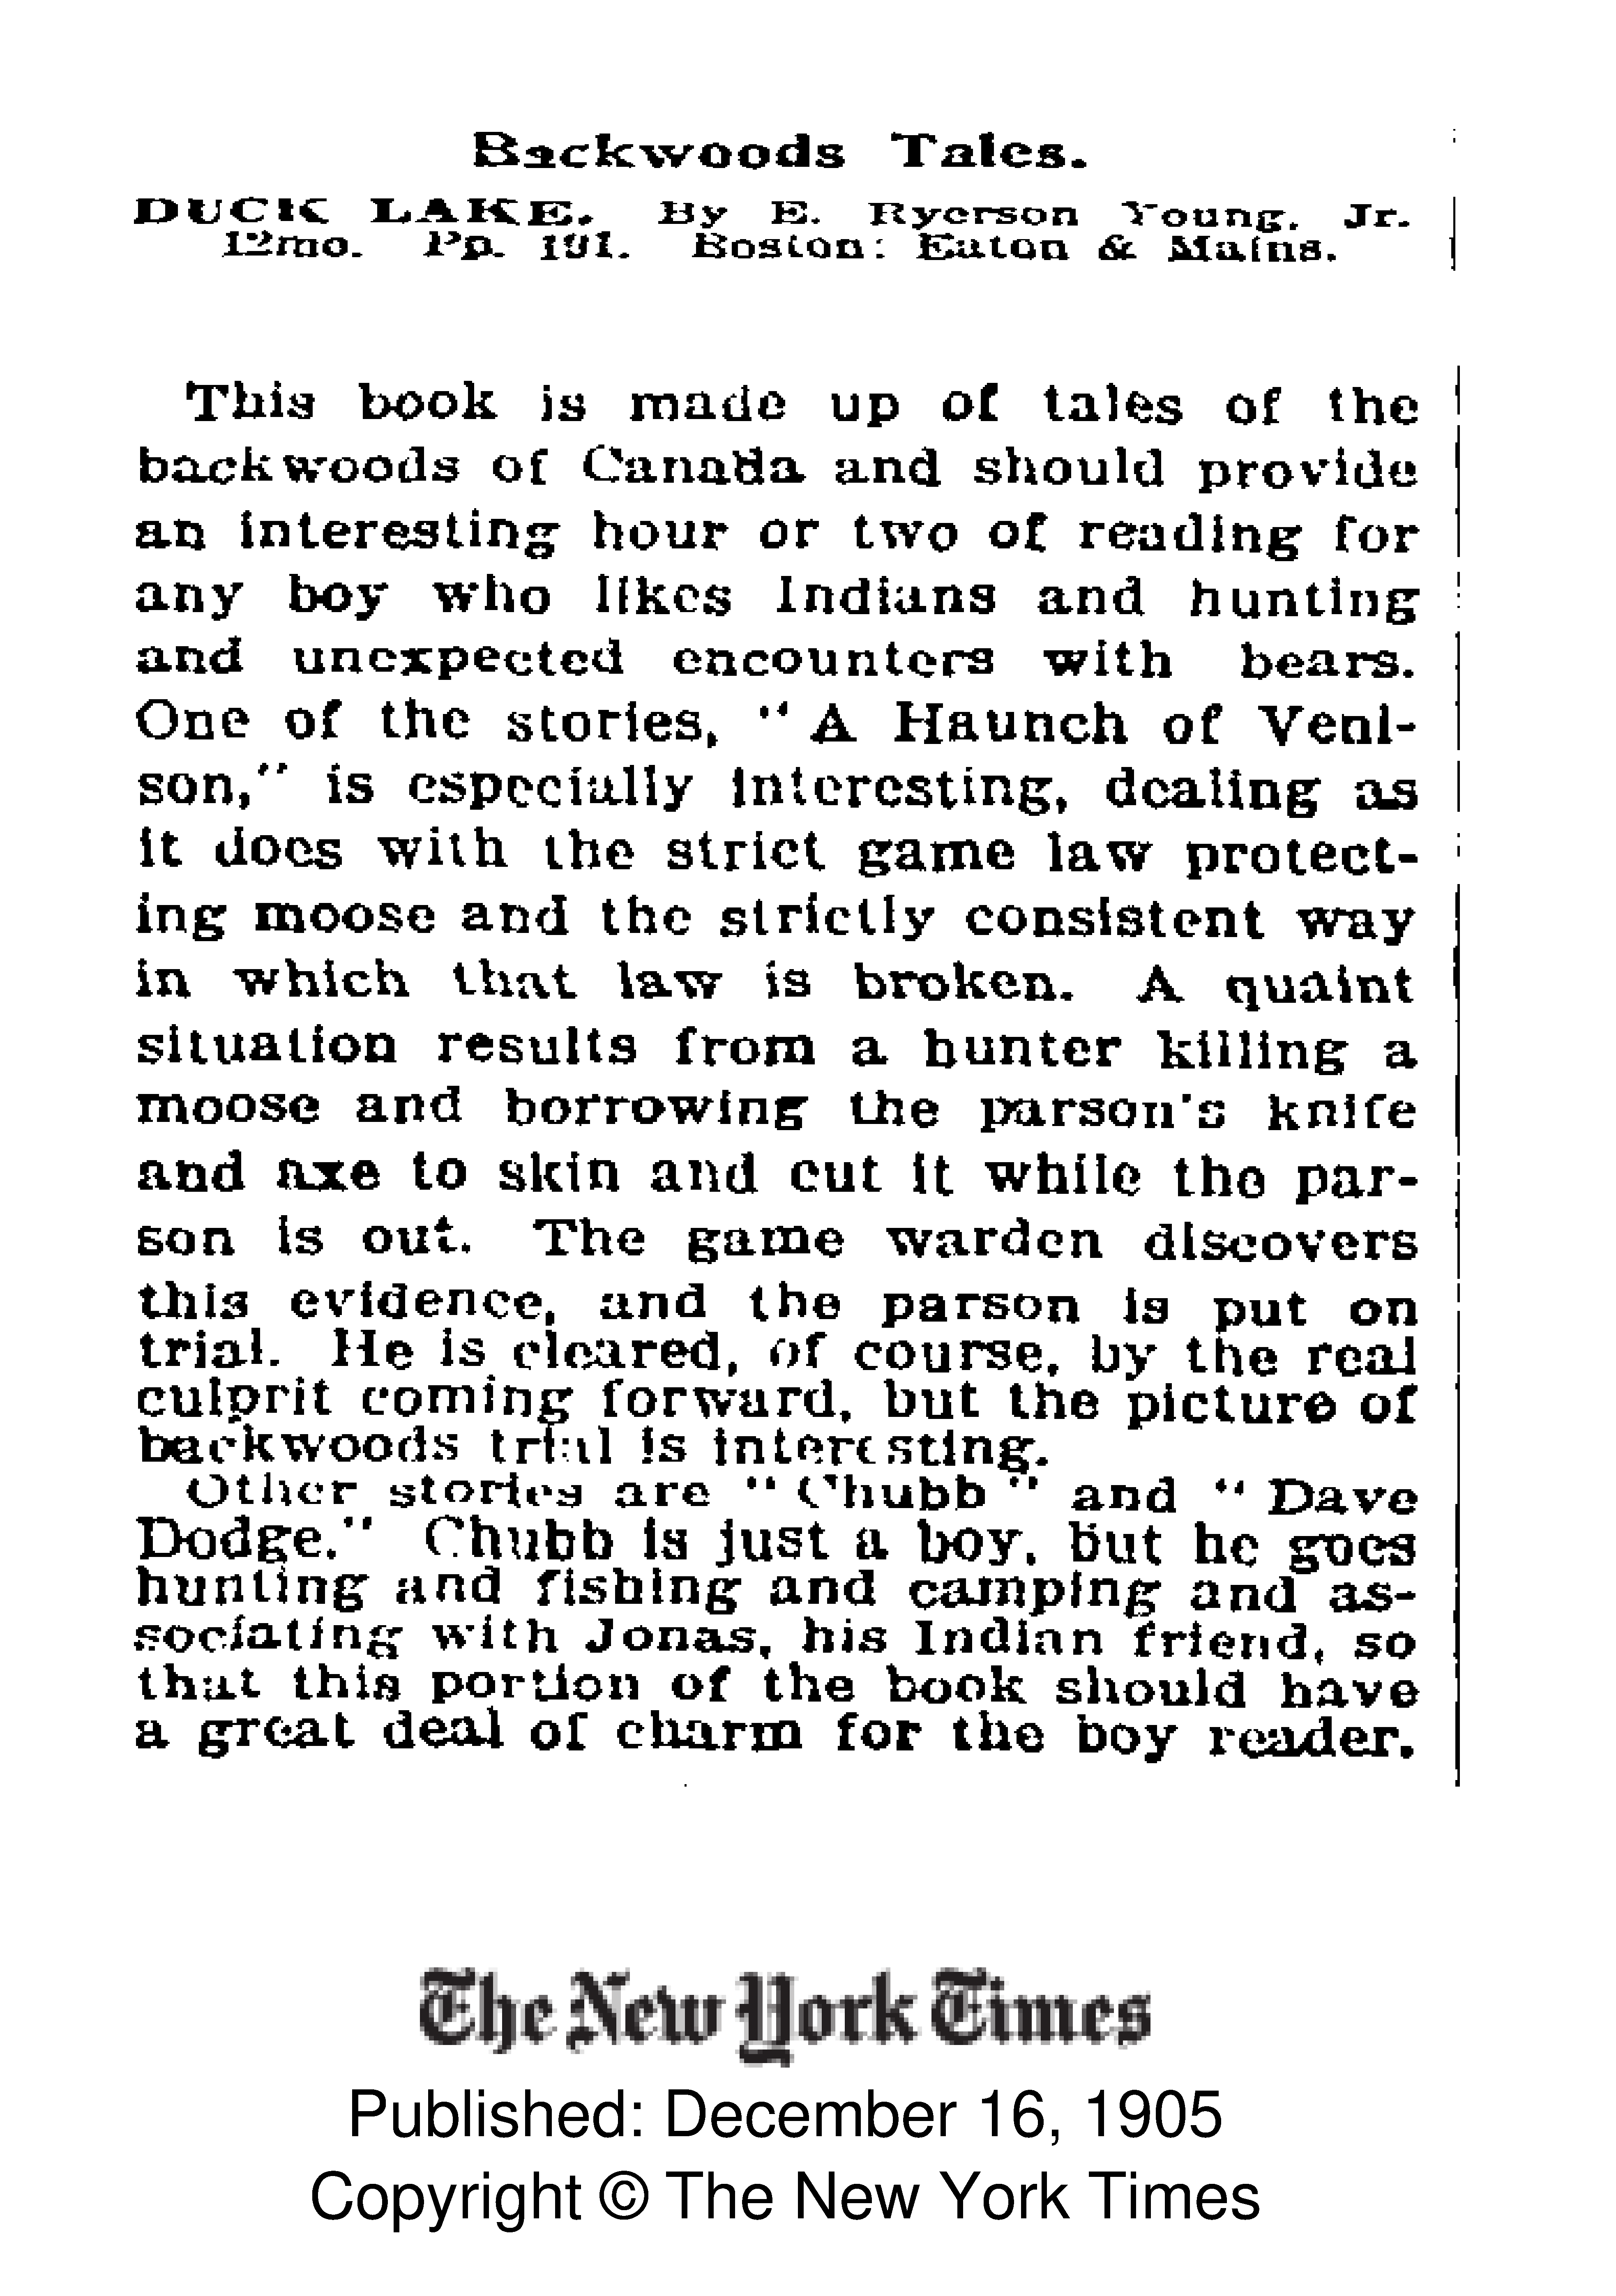 Backwoods Tales.
DUCK LAKE. By E. Ryerson Young, Jr.
12mo. Pp. 191. Boston: Eaton & Mains.
This book is made up of tales of the
backwoods of Canada and should provide
an interesting hour or two of reading for
any boy who likes Indians and hunting
and unexpected encounters with bears.
One of the stories, "A Haunch of Veni-
son," is especially interesting, dealing as
it does with the strict game law protect-
ing moose and the strictly consistent way
in which that law is broken. A quaint
situation results from a hunter killing a
moose and borrowing the parson's knife
and axe to skin and cut it while the par-
son is out. The game warden discovers
this evidence, and the parson is put on
trial. He is cleared, of course, by the real
culprit coming forward, but the picture of
backwoods trial is interesting.
Other stories are "Chubb" and "Dave
Dodge." Chubb is just a boy, but he goes
hunting and fishing and camping and as-
sociating with Jonas, his Indian friend, so
that this portion of the book should have
a great deal of charm for the boy reader.
The New York Times
Published: December 16, 1905
Copyright © The New York Times